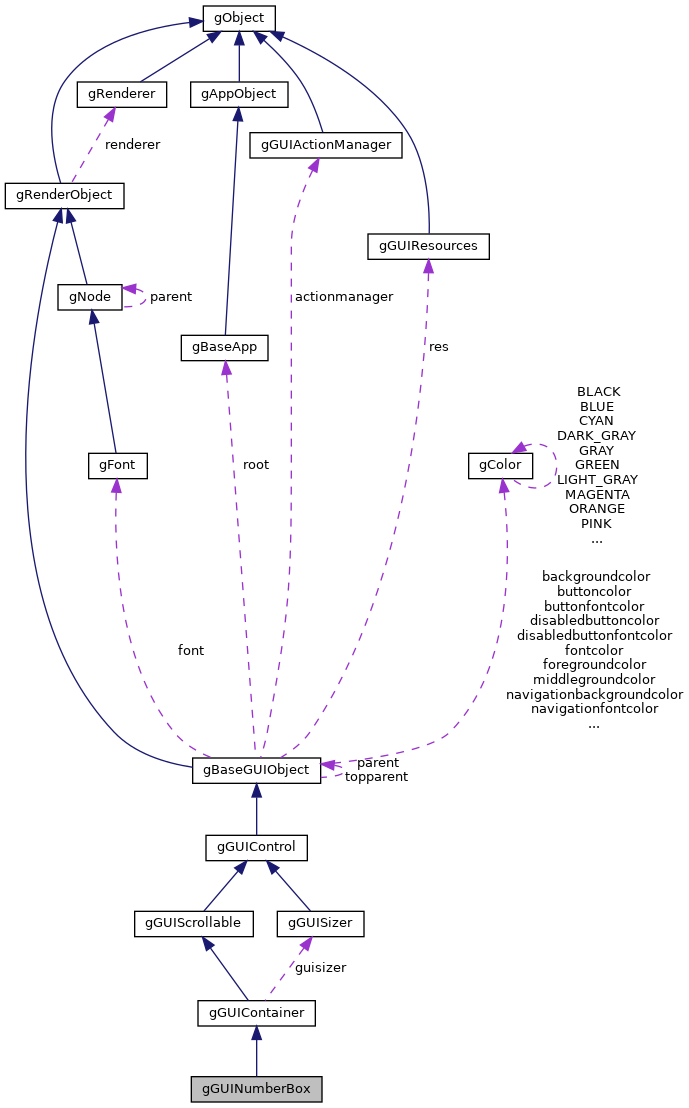 gObject
gRenderer
gAppObject
gGUIActionManager
renderer
gRenderObject
gGUIResources
gNode
parent
actionmanager
gBaseApp
res
BLACK
BLUE
CYAN
DARK_GRAY
GRAY
GREEN
LIGHT_GRAY
MAGENTA
ORANGE
PINK
...
gFont
root
gColor
backgroundcolor
buttoncolor
buttonfontcolor
disabledbuttoncolor
disabledbuttonfontcolor
fontcolor
foregroundcolor
middlegroundcolor
navigationbackgroundcolor
navigationfontcolor
...
font
gBaseGUIObject
parent
topparent
gGUIControl
gGUIScrollable
gGUISizer
guisizer
gGUIContainer
gGUINumberBox